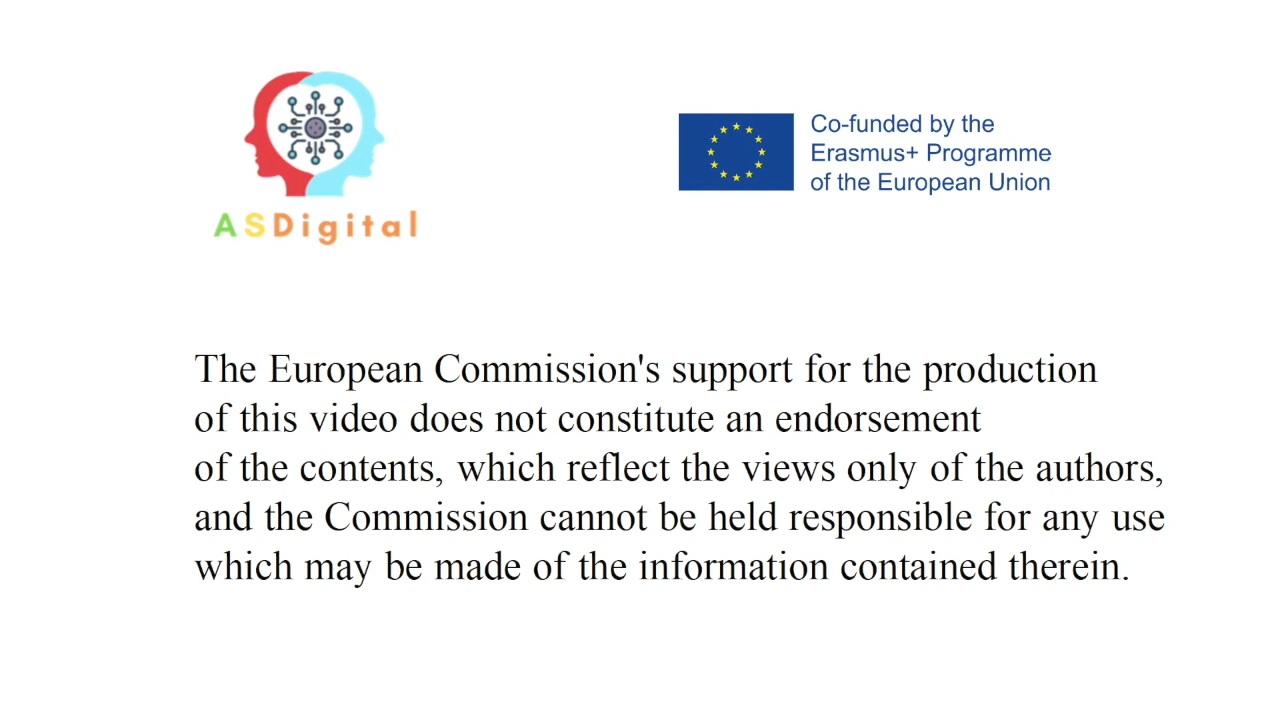 ASDigital
Co-funded by the
Erasmus+ Programme
of the European Union
The European Commission's support for the production
of this video does not constitute an endorsement
of the contents, which reflect the views only of the authors,
and the Commission cannot be held responsible for any use
which may be made of the information contained therein.